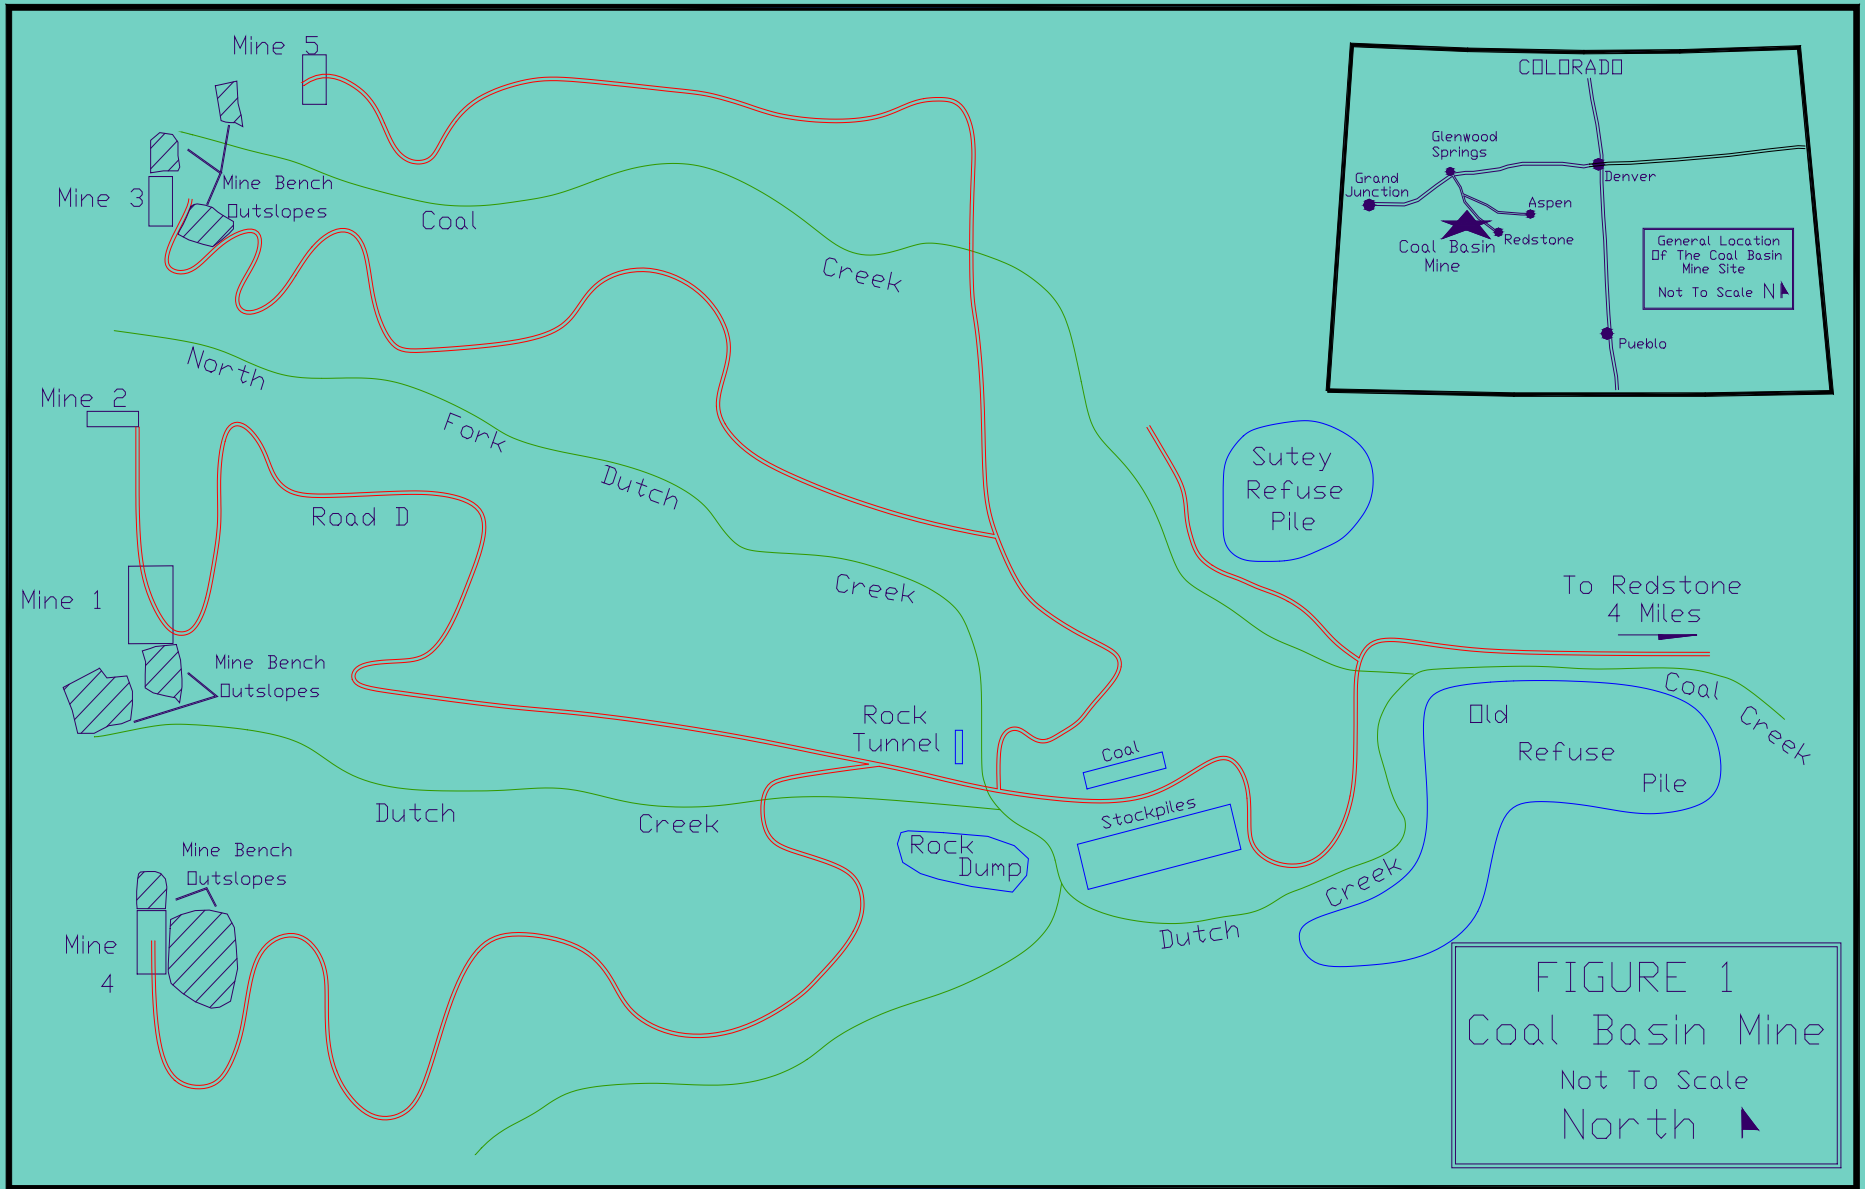 Mine 5
COLORADO
Glenwood
Springs
Denver
Grand
Junction
Aspen
Redstone
Coal Basin
Mine
General Location
Of The Coal Basin
Mine Site
Not To Scale N
Pueblo
Mine 3
Mine Bench
Outslopes
Coal
Creek
North
Fork
Dutch
Creek
Mine 2
Road D
Sutey
Refuse
Pile
To Redstone
4 Miles
Mine 1
Mine Bench
Outslopes
Rock
Tunnel
Coal
Stockpiles
Coal
Creek
Old
Refuse
Pile
Dutch
Creek
Rock
Dump
Mine Bench
Outslopes
Mine
4
Dutch
Creek
FIGURE 1
Coal Basin Mine
Not To Scale
North